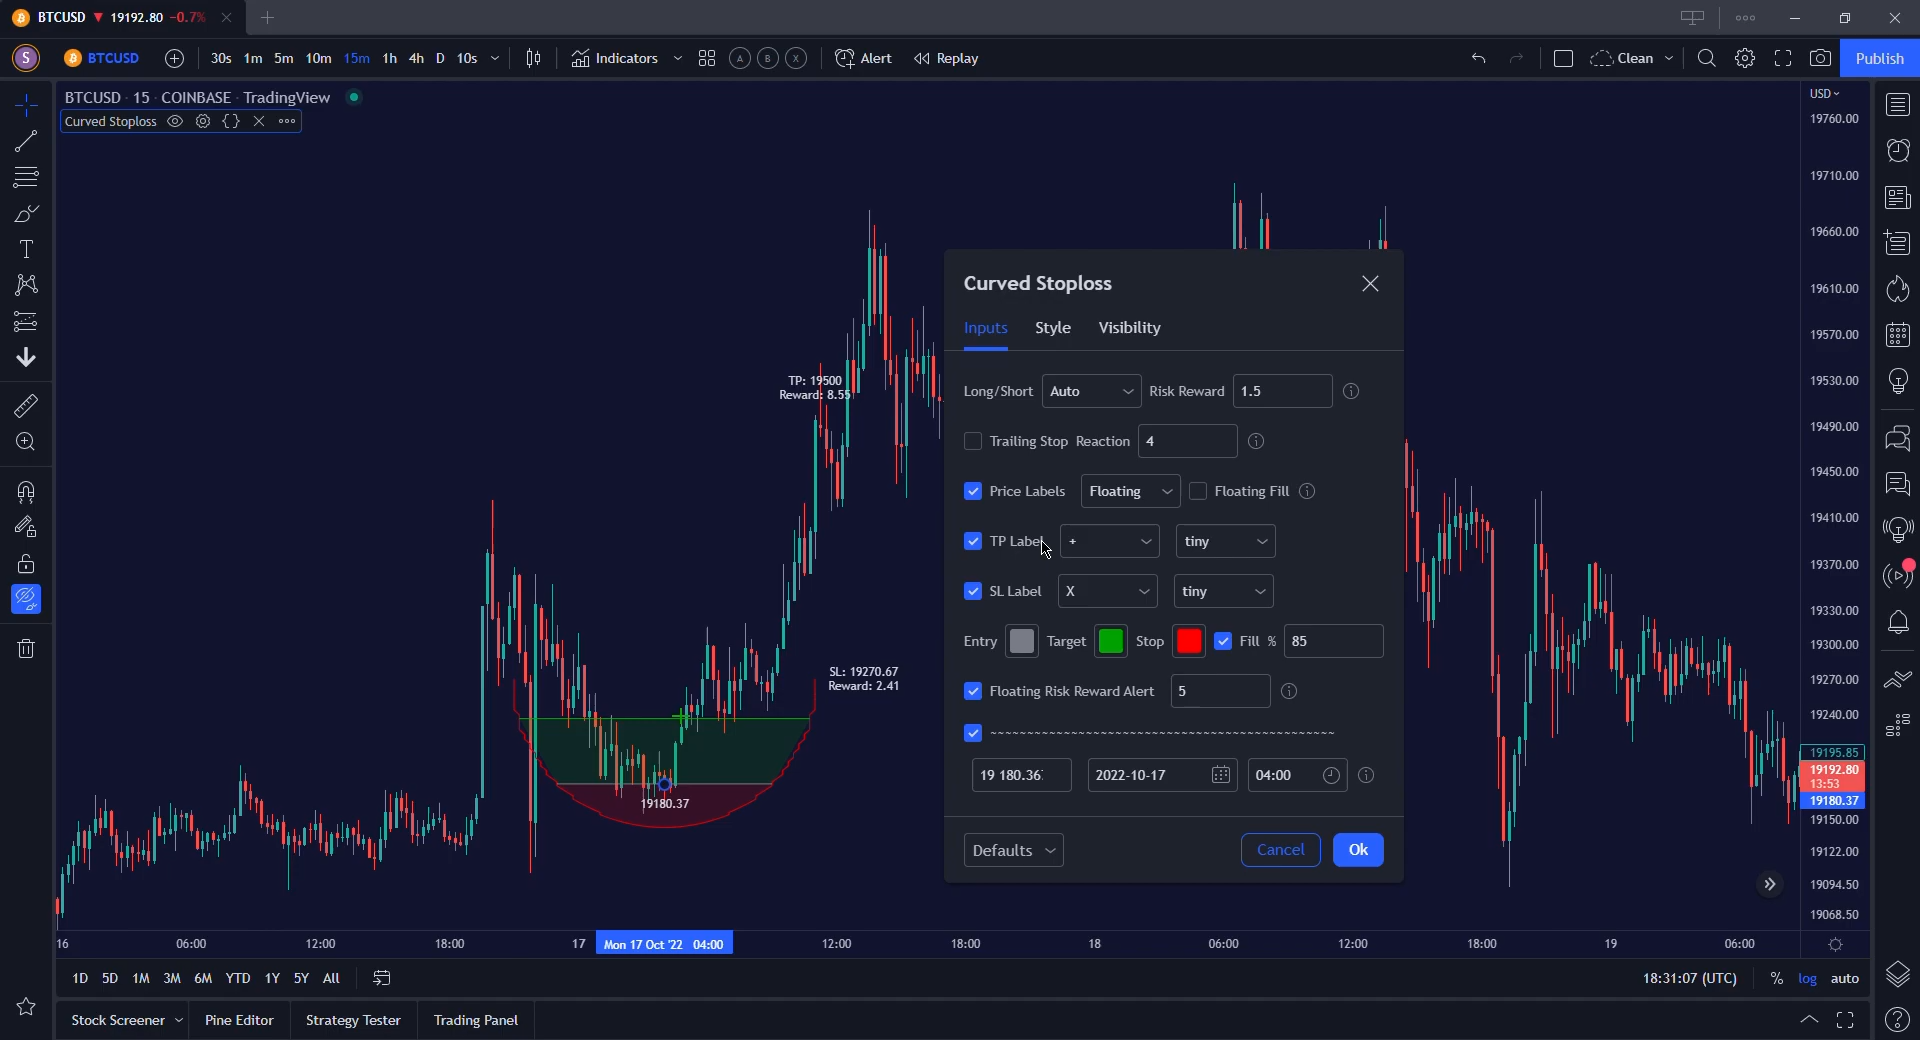 BTCUSD ▼ 19192.80 -0.7%
S BTCUSD 30s 1m 5m 10m 15m 1h 4h D 10s Indicators A B X Alert Replay Clean Publish
BTCUSD · 15 · COINBASE · TradingView
Curved Stoploss
USD
19760.00
19710.00
19660.00
19610.00
19570.00
19530.00
19490.00
19450.00
19410.00
19370.00
19330.00
19300.00
19270.00
19240.00
19195.85
19192.80
13:53
19180.37
19150.00
19122.00
19094.50
19068.50
TP: 19500
Reward: 8.55
SL: 19270.67
Reward: 2.41
19180.37
Curved Stoploss
Inputs Style Visibility
Long/Short Auto Risk Reward 1.5
Trailing Stop Reaction 4
Price Labels Floating Floating Fill
TP Label + tiny
SL Label X tiny
Entry Target Stop Fill % 85
Floating Risk Reward Alert 5
19 180.36 2022-10-17 04:00
Defaults Cancel Ok
16 06:00 12:00 18:00 17 Mon 17 Oct '22 04:00 12:00 18:00 18 06:00 12:00 18:00 19 06:00
1D 5D 1M 3M 6M YTD 1Y 5Y All 18:31:07 (UTC) % log auto
Stock Screener Pine Editor Strategy Tester Trading Panel